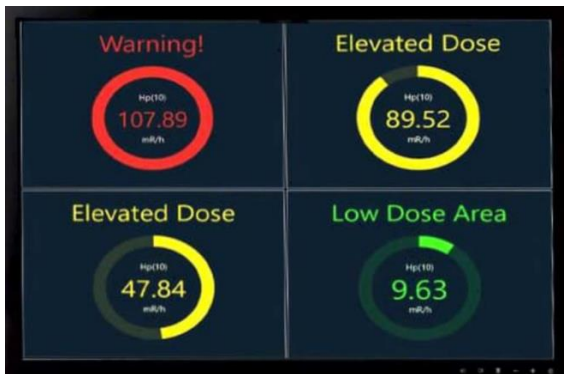 Warning!
Hp(10)
107.89
mR/h
Elevated Dose
Hp(10)
89.52
mR/h
Elevated Dose
Hp(10)
47.84
mR/h
Low Dose Area
Hp(10)
9.63
mR/h